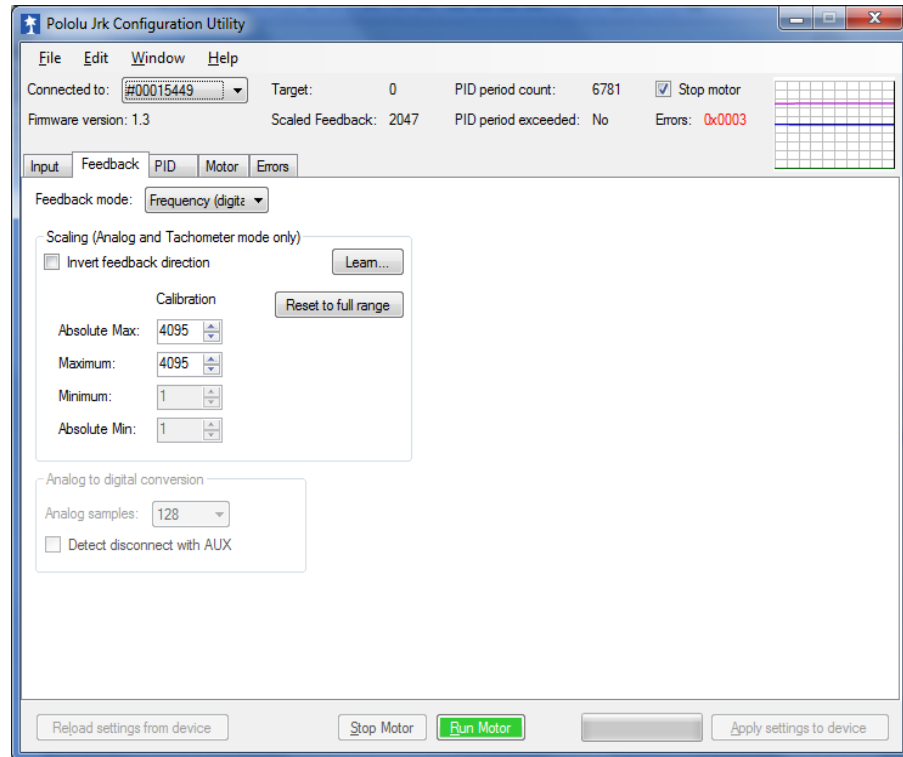 Pololu Jrk Configuration Utility
File Edit Window Help
Connected to: #00015449 Target: 0 PID period count: 6781 Stop motor
Firmware version: 1.3 Scaled Feedback: 2047 PID period exceeded: No Errors: 0x0003
Input Feedback PID Motor Errors
Feedback mode: Frequency (digita
Scaling (Analog and Tachometer mode only)
Invert feedback direction Learn...
Calibration Reset to full range
Absolute Max: 4095
Maximum: 4095
Minimum: 1
Absolute Min: 1
Analog to digital conversion
Analog samples: 128
Detect disconnect with AUX
Reload settings from device Stop Motor Run Motor Apply settings to device